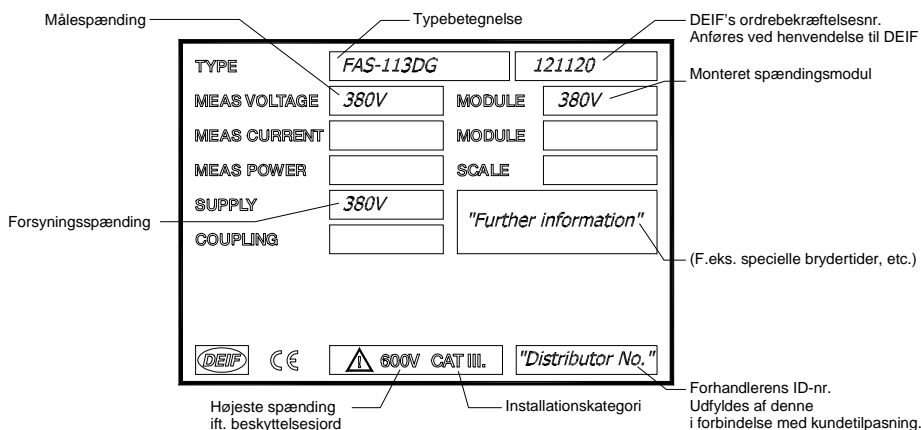 Målespænding
Typebetegnelse
DEIF's ordrebekræftelsesnr.
Anføres ved henvendelse til DEIF
TYPE FAS-113DG 121120
Monteret spændingsmodul
MEAS VOLTAGE 380V MODULE 380V
MEAS CURRENT MODULE
MEAS POWER SCALE
SUPPLY 380V "Further information"
Forsyningsspænding
COUPLING
(F.eks. specielle brydertider, etc.)
DEIF CE 600V CAT III. "Distributor No."
Højeste spænding
ift. beskyttelsesjord
Installationskategori
Forhandlerens ID-nr.
Udfyldes af denne
i forbindelse med kundetilpasning.